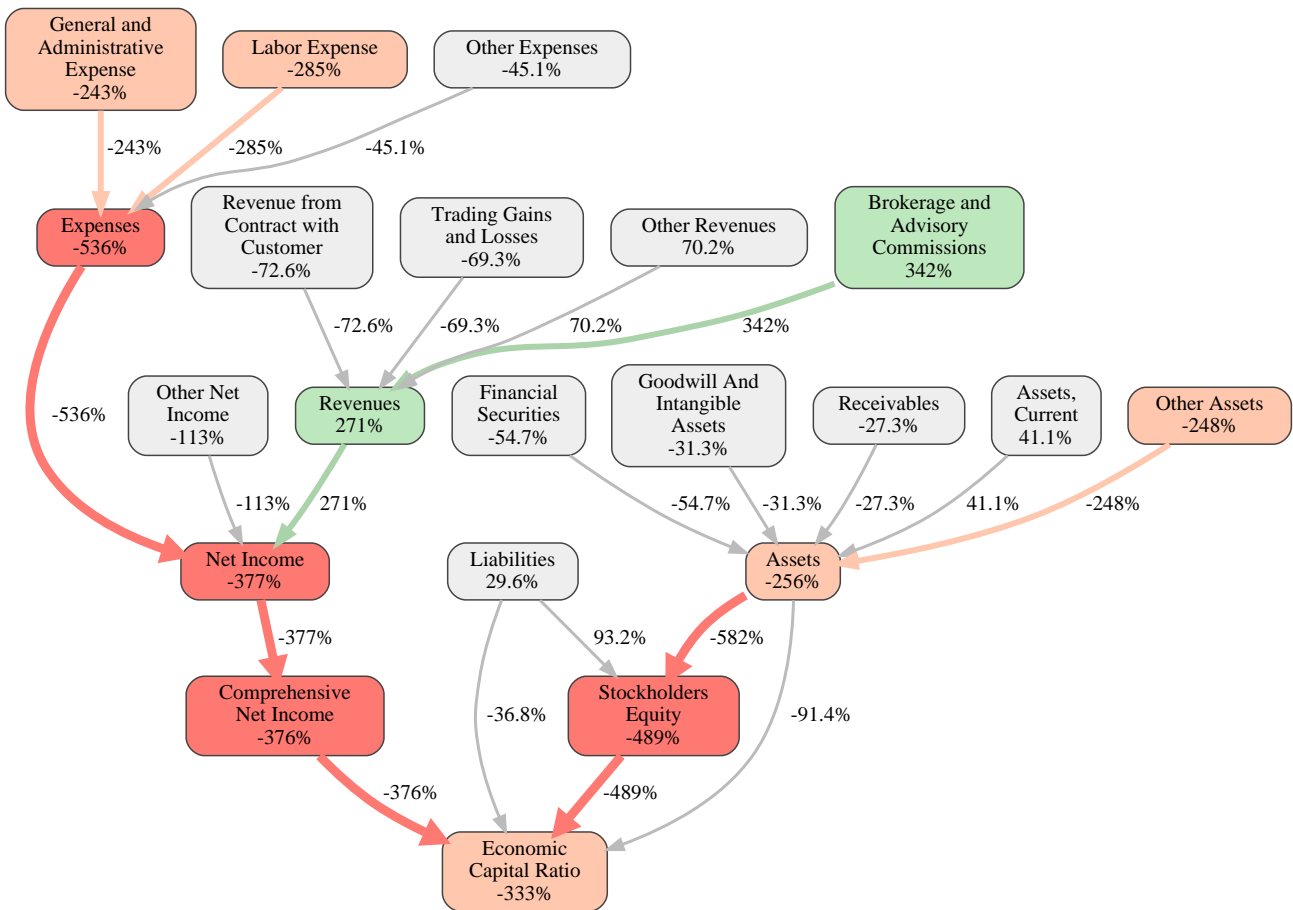 General and
Administrative
Expense
-243%
Labor Expense
-285%
Other Expenses
-45.1%
-243%
-285%
-45.1%
Expenses
-536%
Revenue from
Contract with
Customer
-72.6%
Trading Gains
and Losses
-69.3%
Other Revenues
70.2%
Brokerage and
Advisory
Commissions
342%
-72.6%
-69.3%
70.2%
342%
-536%
Other Net
Income
-113%
Revenues
271%
Financial
Securities
-54.7%
Goodwill And
Intangible
Assets
-31.3%
Receivables
-27.3%
Assets,
Current
41.1%
Other Assets
-248%
-113%
271%
-54.7%
-31.3%
-27.3%
41.1%
-248%
Net Income
-377%
Liabilities
29.6%
Assets
-256%
-377%
93.2%
-582%
Comprehensive
Net Income
-376%
-36.8%
Stockholders
Equity
-489%
-91.4%
-376%
-489%
Economic
Capital Ratio
-333%